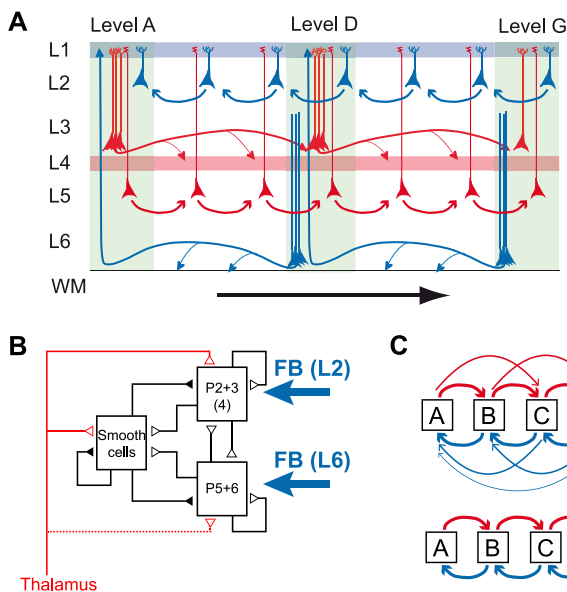 A
Level A
Level D
Level G
L1
L2
L3
L4
L5
L6
WM
B
P2+3
(4)
FB (L2)
Smooth
cells
P5+6
FB (L6)
Thalamus
C
A
B
C
A
B
C